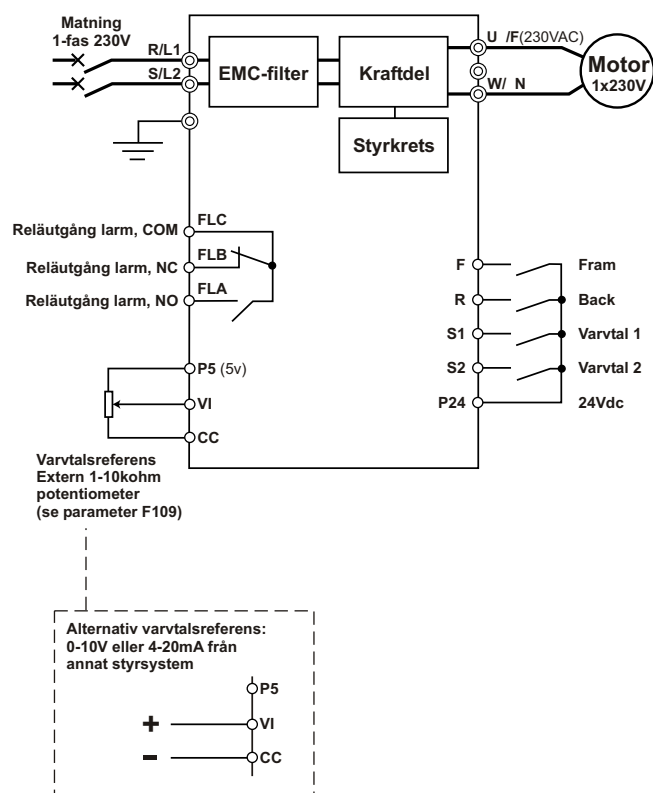 Matning
1-fas 230V
R/L1
S/L2
EMC-filter
Kraftdel
Styrkrets
U /F(230VAC)
W/ N
Motor
1x230V
Reläutgång larm, COM
FLC
Reläutgång larm, NC
FLB
Reläutgång larm, NO
FLA
F
Fram
R
Back
S1
Varvtal 1
S2
Varvtal 2
P24
24Vdc
P5 (5v)
VI
CC
Varvtalsreferens
Extern 1-10kohm
potentiometer
(se parameter F109)
Alternativ varvtalsreferens:
0-10V eller 4-20mA från
annat styrsystem
P5
+
VI
-
CC